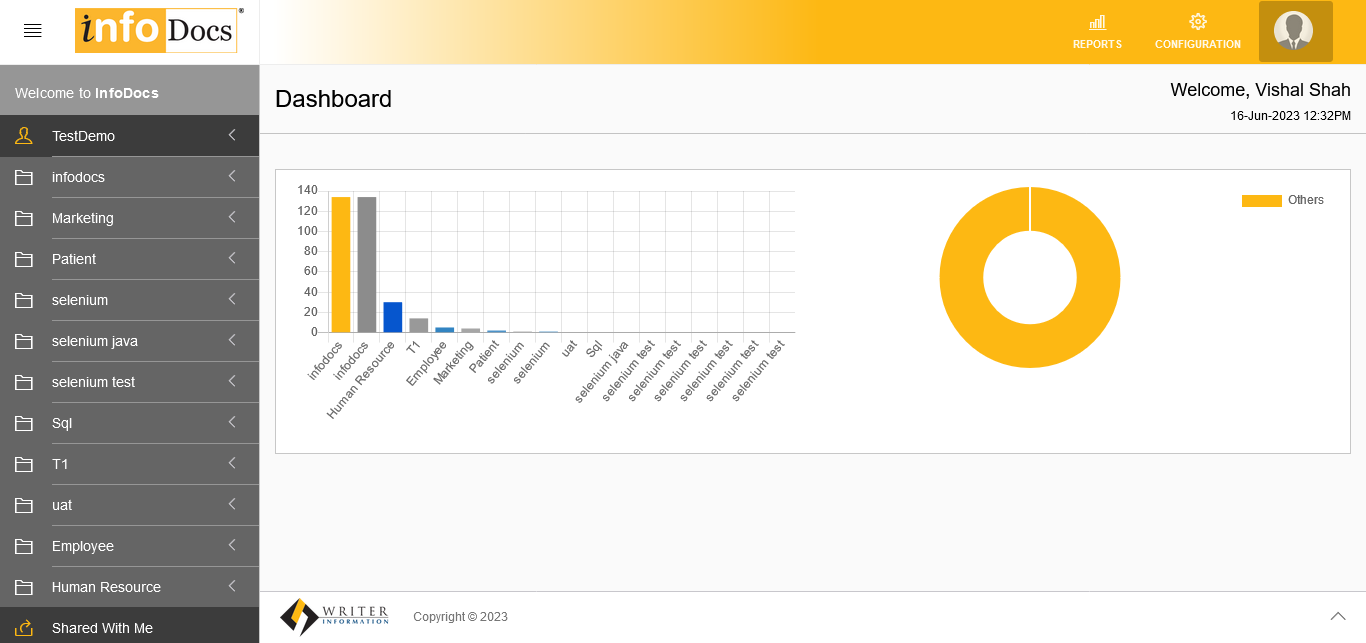 info Docs
REPORTS
CONFIGURATION
Welcome to InfoDocs
Dashboard
Welcome, Vishal Shah
16-Jun-2023 12:32PM
TestDemo
infodocs
Marketing
Patient
selenium
selenium java
selenium test
Sql
T1
uat
Employee
Human Resource
Shared With Me
140
120
100
80
60
40
20
0
infodocs
infodocs
Human Resource
T1
Employee
Marketing
Patient
selenium
selenium
uat
Sql
selenium java
selenium test
selenium test
selenium test
selenium test
selenium test
selenium test
Others
WRITER
INFORMATION
Copyright © 2023